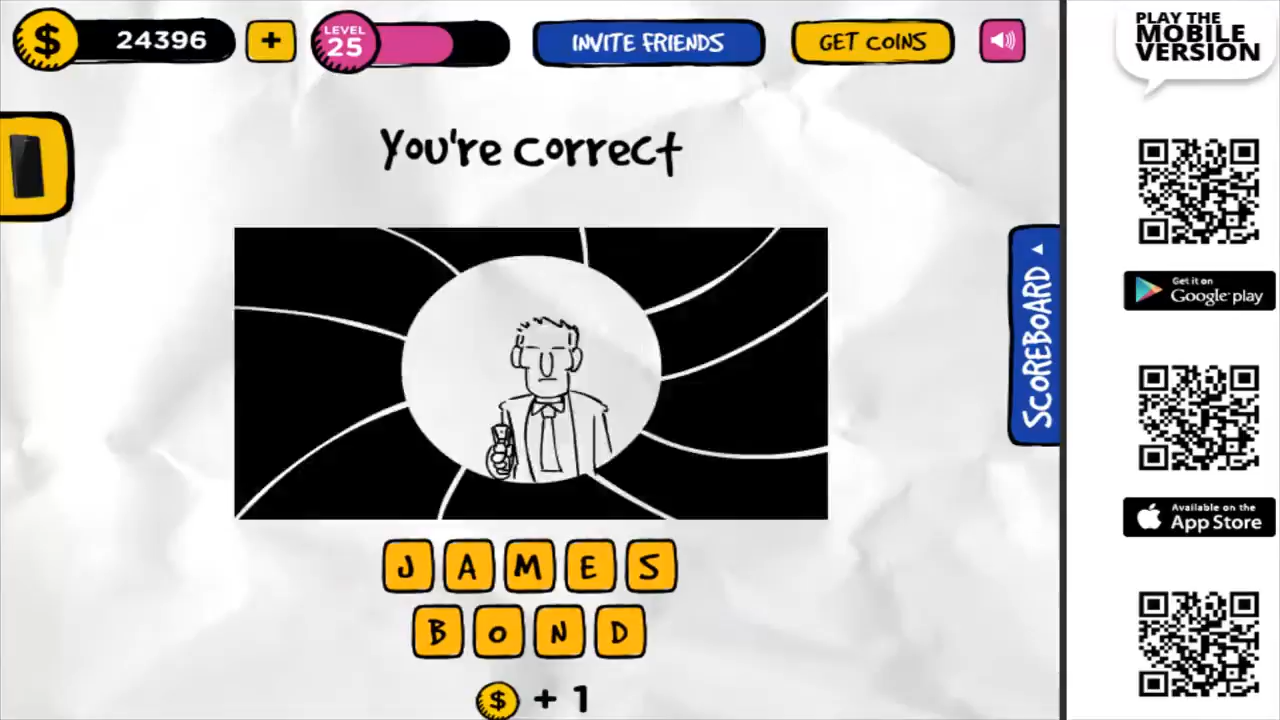 $ 24396 +
LEVEL
25
INVITE FRIENDS
GET COINS
PLAY THE
MOBILE
VERSION
You're correct
SCOREBOARD
Get it on
Google play
JAMES
BOND
$ + 1
Available on the
App Store